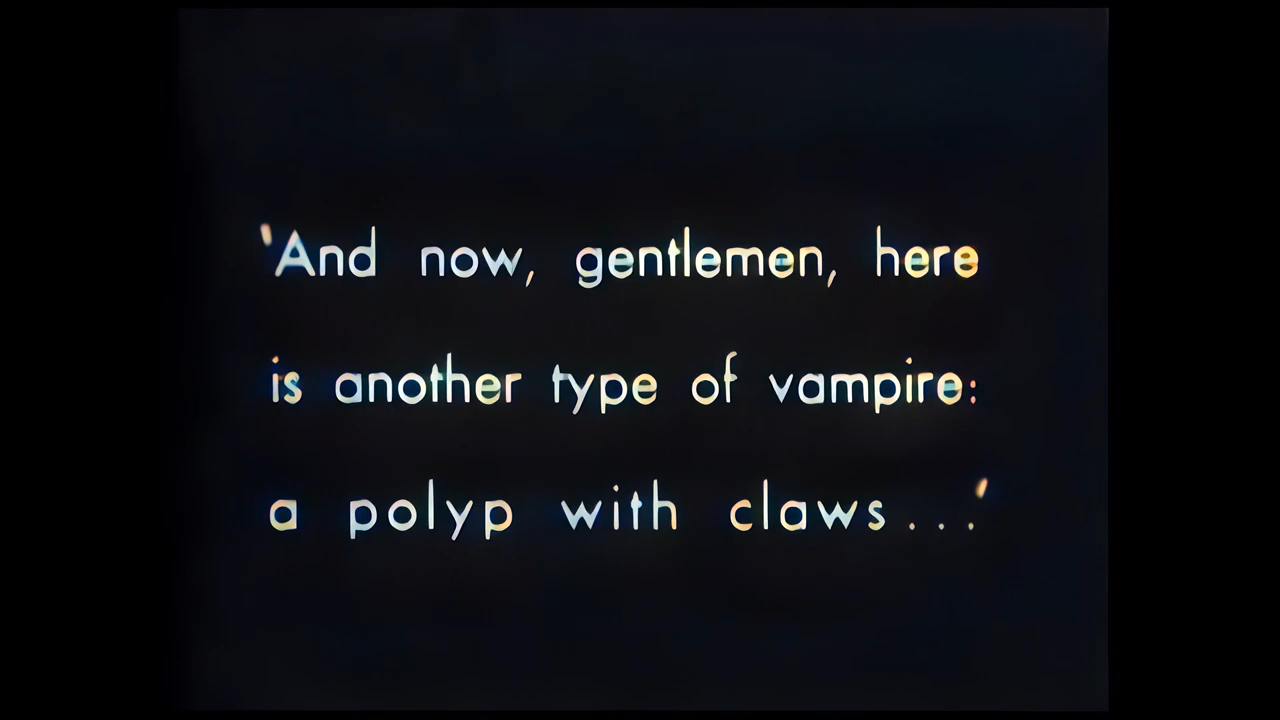 'And now, gentlemen, here
is another type of vampire:
a polyp with claws...'